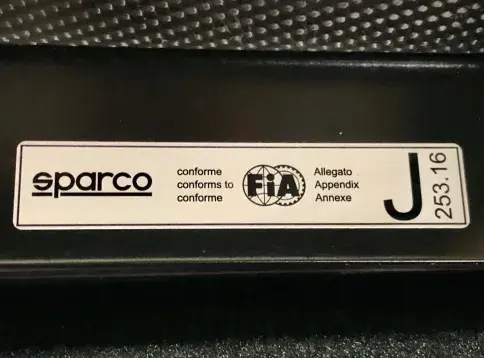 sparco
conforme
conforms to
conforme
FiA
Allegato
Appendix
Annexe
J
253.16